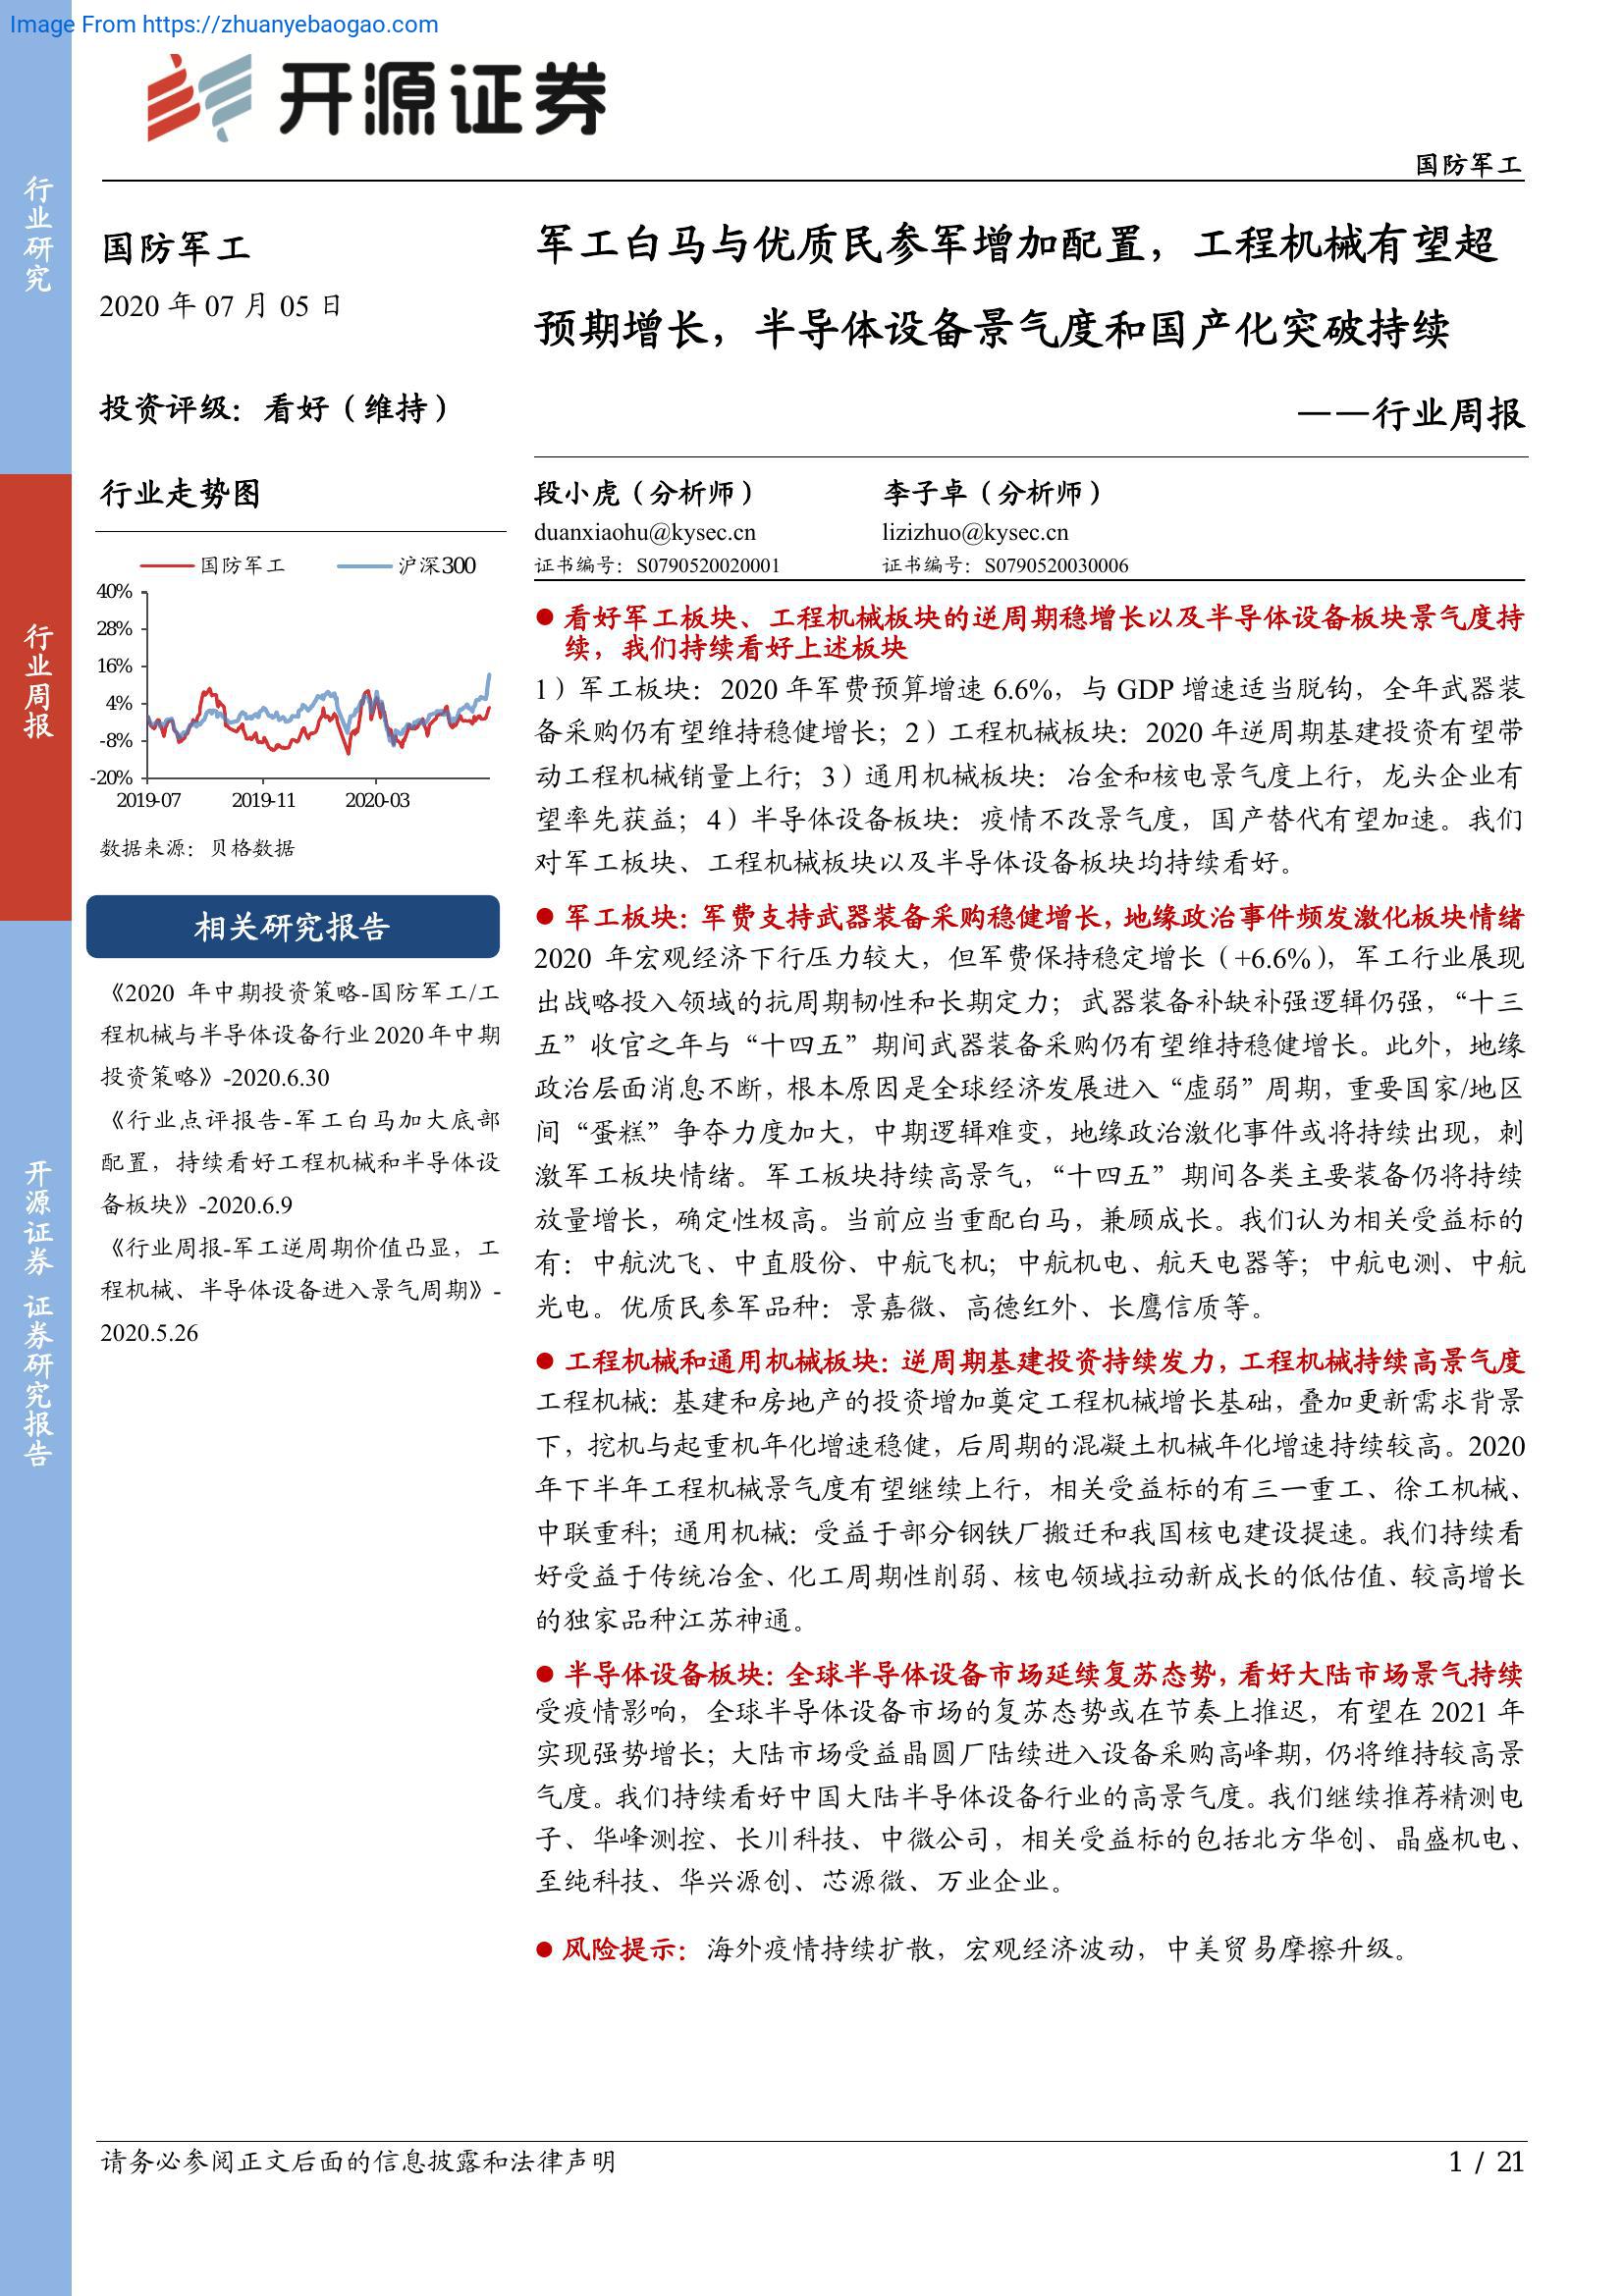 Image From https://zhuanyebaogao.com
开源证券
国防军工
行业研究
行业周报
开源证券 证券研究报告
国防军工
2020 年 07 月 05 日
投资评级：看好（维持）
行业走势图
国防军工 沪深300
40%
28%
16%
4%
-8%
-20%
2019-07 2019-11 2020-03
数据来源：贝格数据
相关研究报告
《2020 年中期投资策略-国防军工/工
程机械与半导体设备行业2020年中期
投资策略》-2020.6.30
《行业点评报告-军工白马加大底部
配置，持续看好工程机械和半导体设
备板块》-2020.6.9
《行业周报-军工逆周期价值凸显，工
程机械、半导体设备进入景气周期》-
2020.5.26
军工白马与优质民参军增加配置，工程机械有望超
预期增长，半导体设备景气度和国产化突破持续
——行业周报
段小虎（分析师） 李子卓（分析师）
duanxiaohu@kysec.cn lizizhuo@kysec.cn
证书编号：S0790520020001 证书编号：S0790520030006
● 看好军工板块、工程机械板块的逆周期稳增长以及半导体设备板块景气度持
续，我们持续看好上述板块
1）军工板块：2020 年军费预算增速 6.6%，与 GDP 增速适当脱钩，全年武器装
备采购仍有望维持稳健增长；2）工程机械板块：2020 年逆周期基建投资有望带
动工程机械销量上行；3）通用机械板块：冶金和核电景气度上行，龙头企业有
望率先获益；4）半导体设备板块：疫情不改景气度，国产替代有望加速。我们
对军工板块、工程机械板块以及半导体设备板块均持续看好。
● 军工板块：军费支持武器装备采购稳健增长，地缘政治事件频发激化板块情绪
2020 年宏观经济下行压力较大，但军费保持稳定增长（+6.6%），军工行业展现
出战略投入领域的抗周期韧性和长期定力；武器装备补缺补强逻辑仍强，“十三
五”收官之年与“十四五”期间武器装备采购仍有望维持稳健增长。此外，地缘
政治层面消息不断，根本原因是全球经济发展进入“虚弱”周期，重要国家/地区
间“蛋糕”争夺力度加大，中期逻辑难变，地缘政治激化事件或将持续出现，刺
激军工板块情绪。军工板块持续高景气，“十四五”期间各类主要装备仍将持续
放量增长，确定性极高。当前应当重配白马，兼顾成长。我们认为相关受益标的
有：中航沈飞、中直股份、中航飞机；中航机电、航天电器等；中航电测、中航
光电。优质民参军品种：景嘉微、高德红外、长鹰信质等。
● 工程机械和通用机械板块：逆周期基建投资持续发力，工程机械持续高景气度
工程机械：基建和房地产的投资增加奠定工程机械增长基础，叠加更新需求背景
下，挖机与起重机年化增速稳健，后周期的混凝土机械年化增速持续较高。2020
年下半年工程机械景气度有望继续上行，相关受益标的有三一重工、徐工机械、
中联重科；通用机械：受益于部分钢铁厂搬迁和我国核电建设提速。我们持续看
好受益于传统冶金、化工周期性削弱、核电领域拉动新成长的低估值、较高增长
的独家品种江苏神通。
● 半导体设备板块：全球半导体设备市场延续复苏态势，看好大陆市场景气持续
受疫情影响，全球半导体设备市场的复苏态势或在节奏上推迟，有望在 2021 年
实现强势增长；大陆市场受益晶圆厂陆续进入设备采购高峰期，仍将维持较高景
气度。我们持续看好中国大陆半导体设备行业的高景气度。我们继续推荐精测电
子、华峰测控、长川科技、中微公司，相关受益标的包括北方华创、晶盛机电、
至纯科技、华兴源创、芯源微、万业企业。
● 风险提示：海外疫情持续扩散，宏观经济波动，中美贸易摩擦升级。
请务必参阅正文后面的信息披露和法律声明 1 / 21